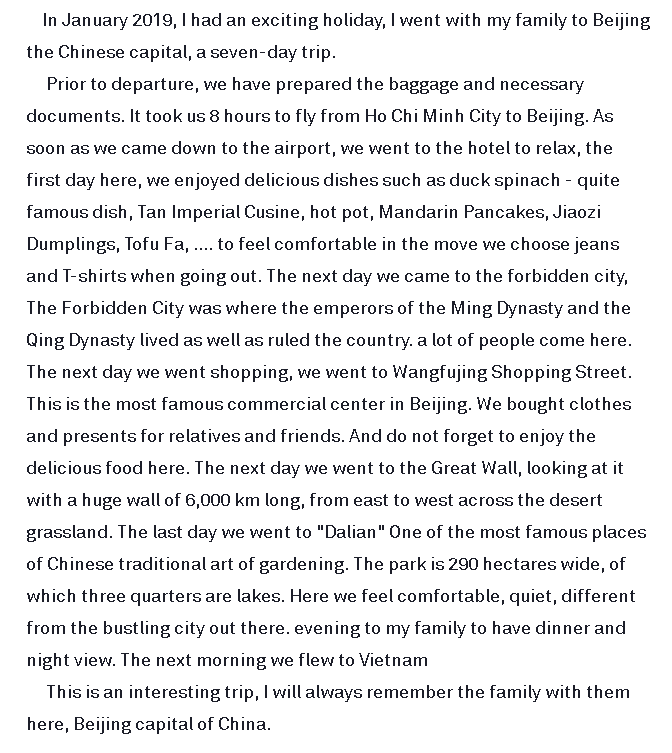 In January 2019, I had an exciting holiday, I went with my family to Beijing
the Chinese capital, a seven-day trip.
Prior to departure, we have prepared the baggage and necessary
documents. It took us 8 hours to fly from Ho Chi Minh City to Beijing. As
soon as we came down to the airport, we went to the hotel to relax, the
first day here, we enjoyed delicious dishes such as duck spinach - quite
famous dish, Tan Imperial Cusine, hot pot, Mandarin Pancakes, Jiaozi
Dumplings, Tofu Fa, .... to feel comfortable in the move we choose jeans
and T-shirts when going out. The next day we came to the forbidden city,
The Forbidden City was where the emperors of the Ming Dynasty and the
Qing Dynasty lived as well as ruled the country. a lot of people come here.
The next day we went shopping, we went to Wangfujing Shopping Street.
This is the most famous commercial center in Beijing. We bought clothes
and presents for relatives and friends. And do not forget to enjoy the
delicious food here. The next day we went to the Great Wall, looking at it
with a huge wall of 6,000 km long, from east to west across the desert
grassland. The last day we went to "Dalian" One of the most famous places
of Chinese traditional art of gardening. The park is 290 hectares wide, of
which three quarters are lakes. Here we feel comfortable, quiet, different
from the bustling city out there. evening to my family to have dinner and
night view. The next morning we flew to Vietnam
This is an interesting trip, I will always remember the family with them
here, Beijing capital of China.